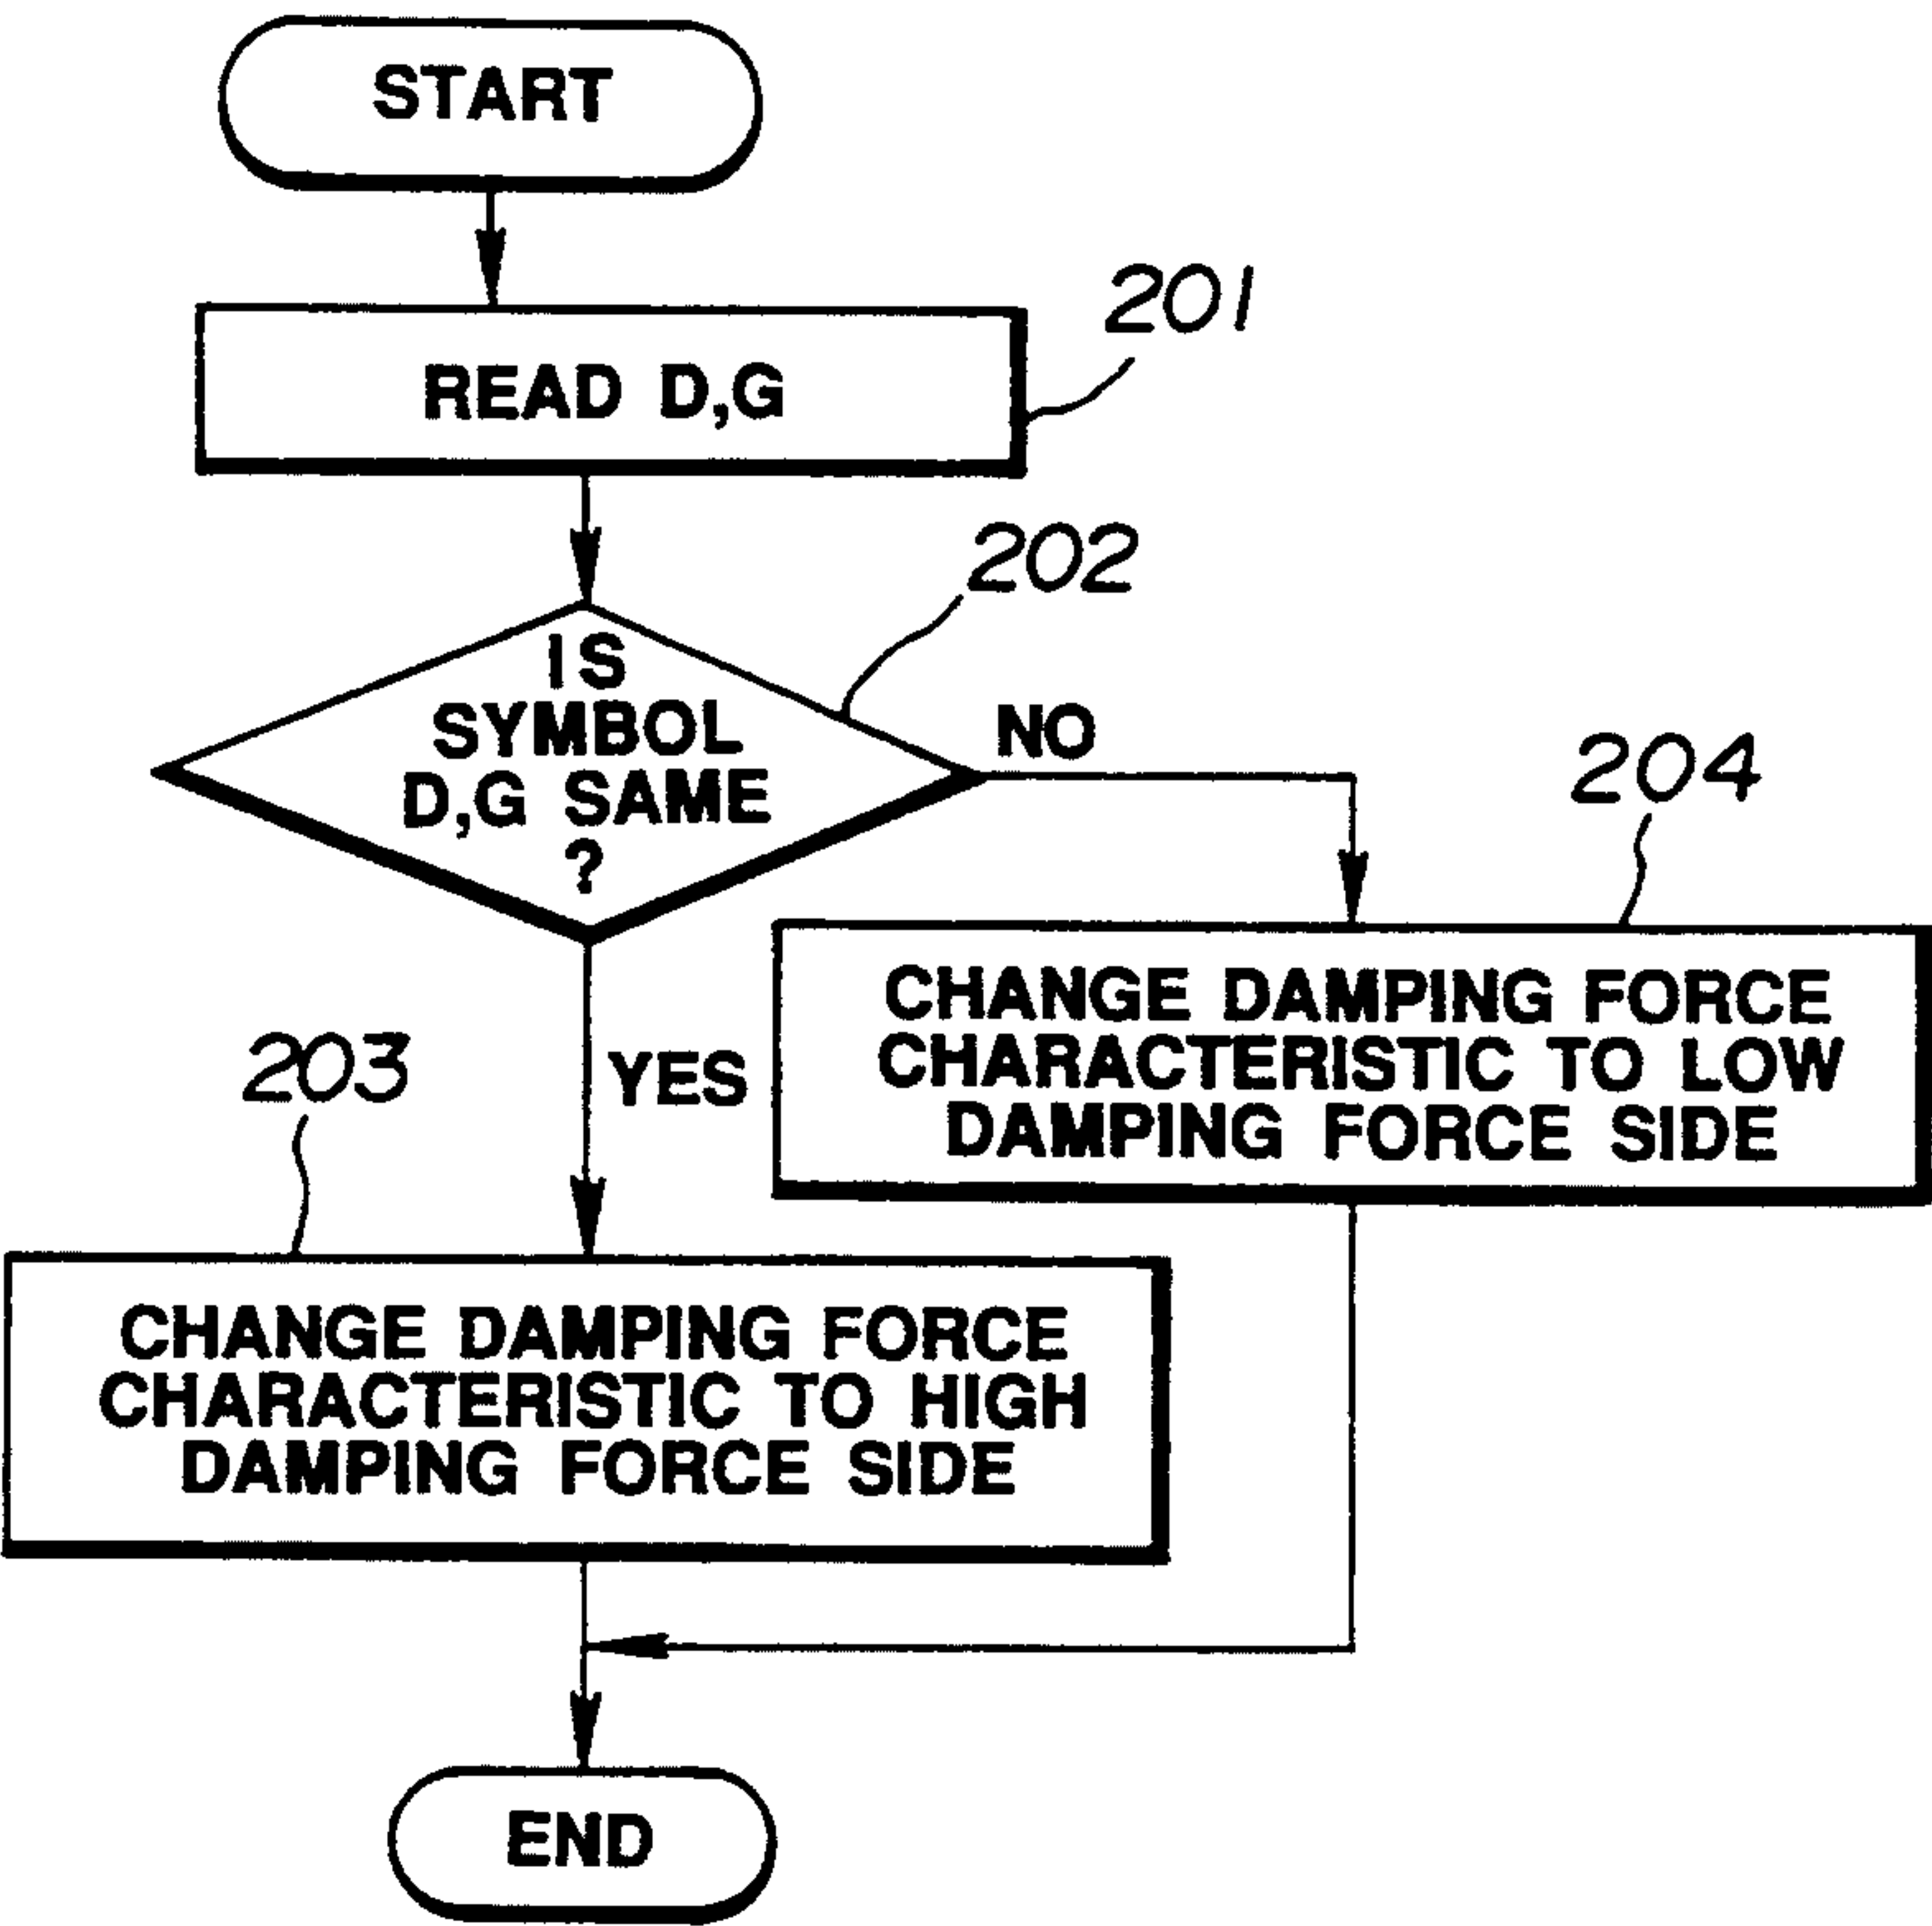 START
READ D,G
201
202
IS
SYMBOL
D,G SAME
?
NO
204
CHANGE DAMPING FORCE
CHARACTERISTIC TO LOW
DAMPING FORCE SIDE
203
YES
CHANGE DAMPING FORCE
CHARACTERISTIC TO HIGH
DAMPING FORCE SIDE
END